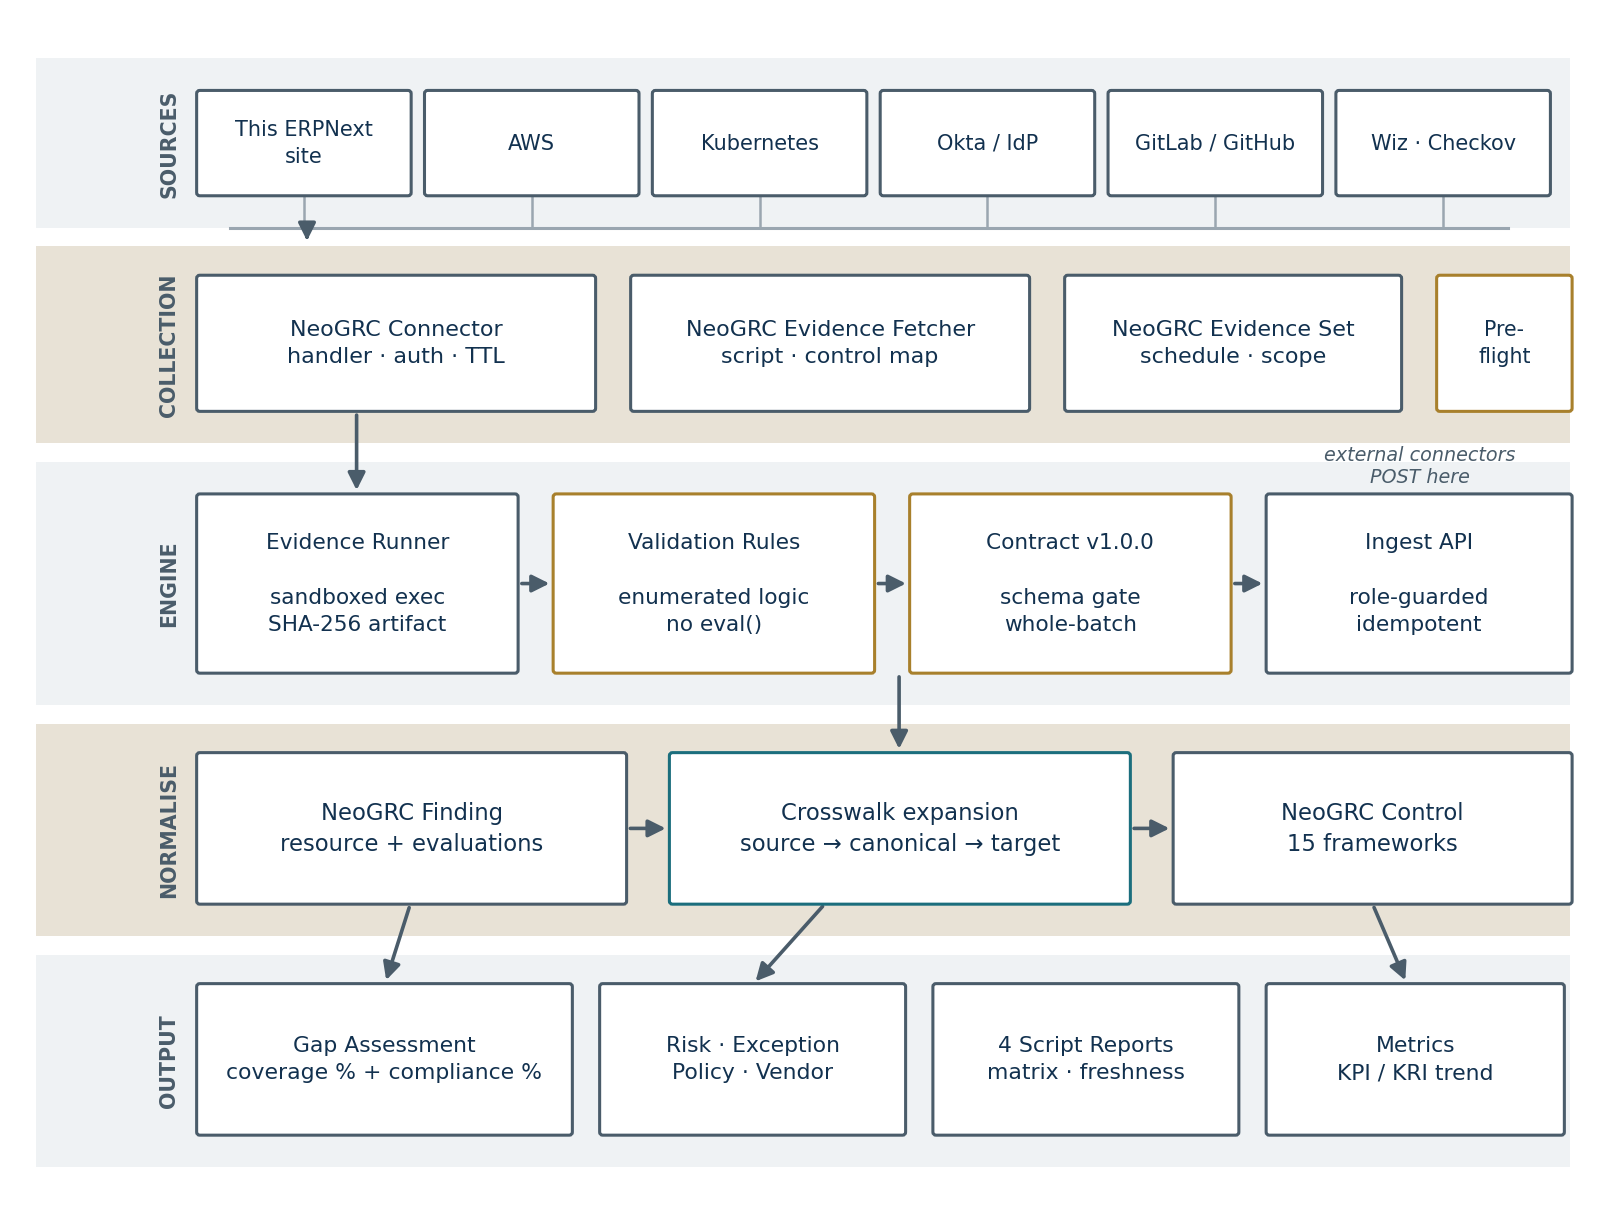 SOURCES
This ERPNext
site
AWS
Kubernetes
Okta / IdP
GitLab / GitHub
Wiz · Checkov
COLLECTION
NeoGRC Connector
handler · auth · TTL
NeoGRC Evidence Fetcher
script · control map
NeoGRC Evidence Set
schedule · scope
Pre-
flight
external connectors
POST here
ENGINE
Evidence Runner
sandboxed exec
SHA-256 artifact
Validation Rules
enumerated logic
no eval()
Contract v1.0.0
schema gate
whole-batch
Ingest API
role-guarded
idempotent
NORMALISE
NeoGRC Finding
resource + evaluations
Crosswalk expansion
source → canonical → target
NeoGRC Control
15 frameworks
OUTPUT
Gap Assessment
coverage % + compliance %
Risk · Exception
Policy · Vendor
4 Script Reports
matrix · freshness
Metrics
KPI / KRI trend